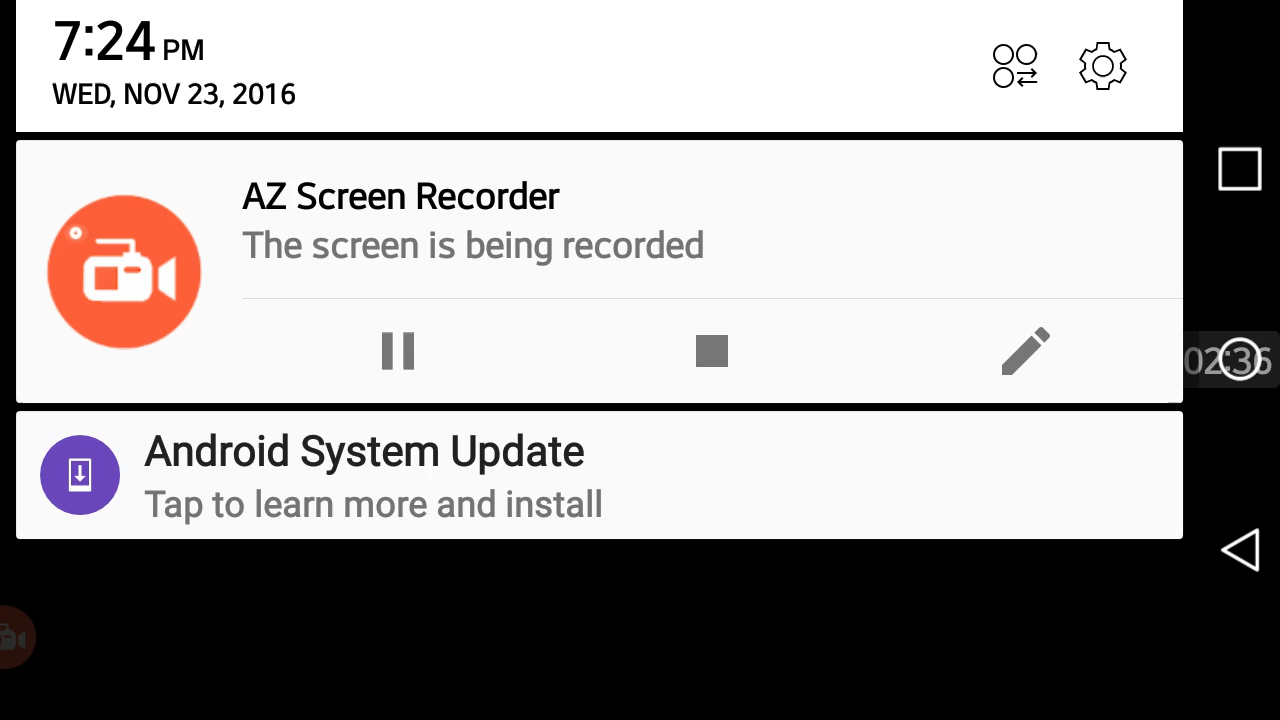 7:24 PM
WED, NOV 23, 2016
AZ Screen Recorder
The screen is being recorded
02:36
Android System Update
Tap to learn more and install